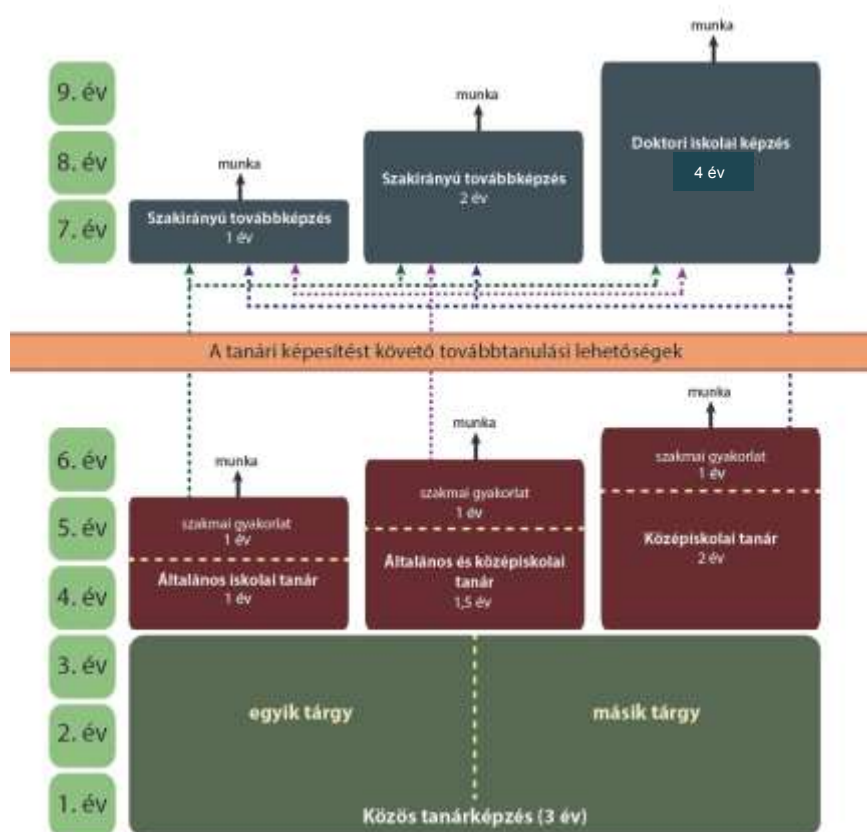 munka
9. év
munka
8. év
Doktori iskolai képzés
4 év
munka
Szakirányú továbbképzés
2 év
7. év
Szakirányú továbbképzés
1 év
A tanári képesítést követő továbbtanulási lehetőségek
munka
munka
munka
6. év
szakmai gyakorlat
1 év
szakmai gyakorlat
1 év
5. év
szakmai gyakorlat
1 év
Középiskolai tanár
2 év
Általános és középiskolai
tanár
1,5 év
4. év
Általános iskolai tanár
1 év
3. év
egyik tárgy
másik tárgy
2. év
1. év
Közös tanárképzés (3 év)